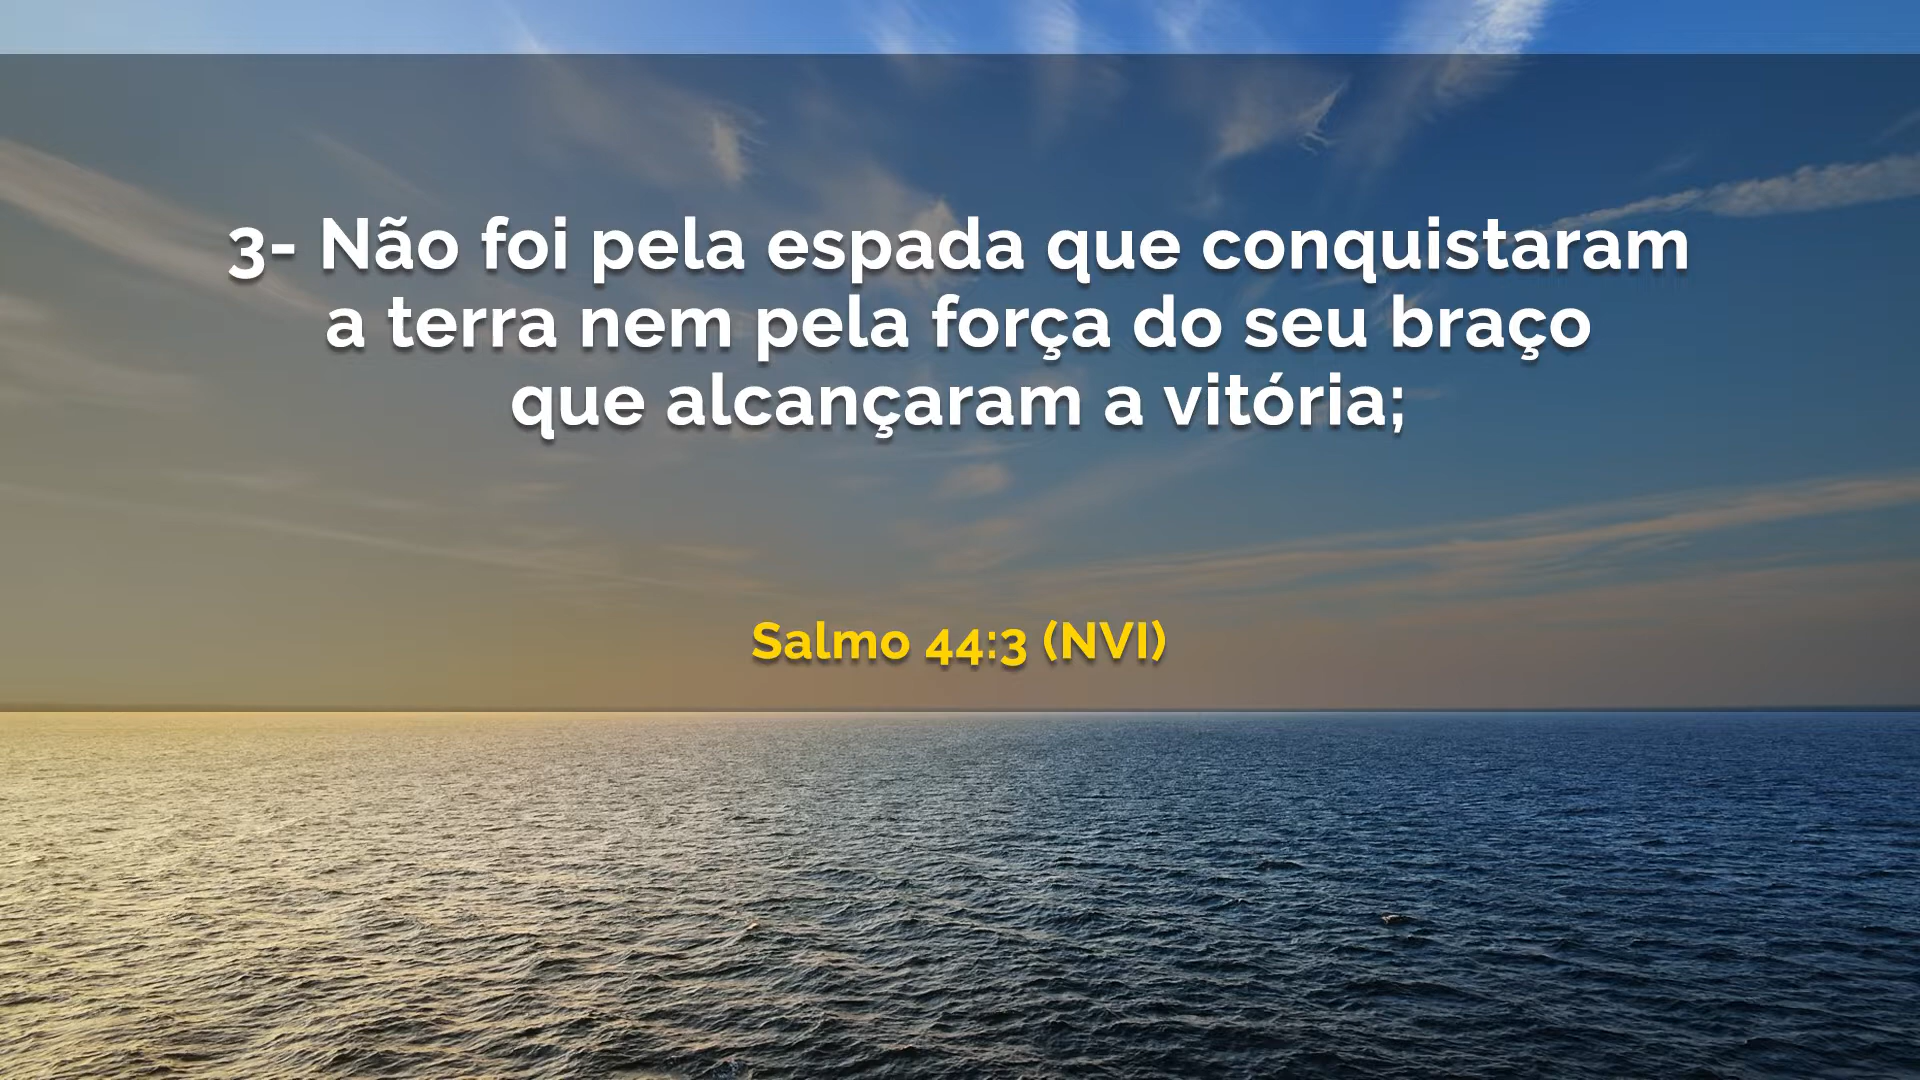 3- Não foi pela espada que conquistaram
a terra nem pela força do seu braço
que alcançaram a vitória;
Salmo 44:3 (NVI)